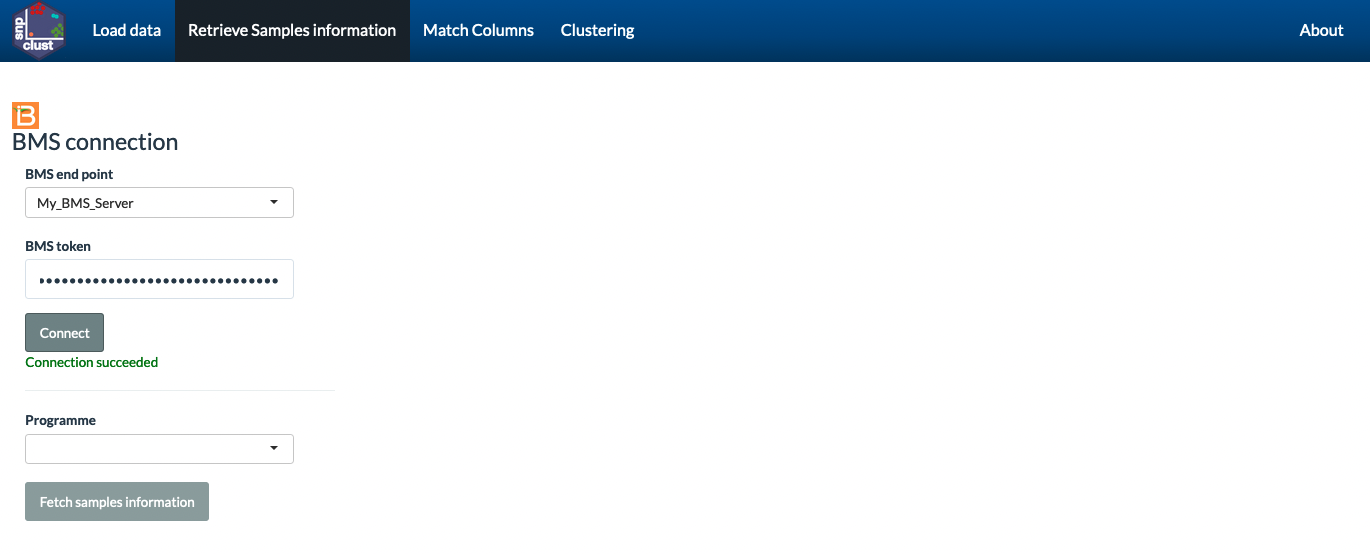 snp
clust
Load data
Retrieve Samples information
Match Columns
Clustering
About
B
BMS connection
BMS end point
My_BMS_Server
BMS token
••••••••••••••••••••••••••••••
Connect
Connection succeeded
Programme
Fetch samples information